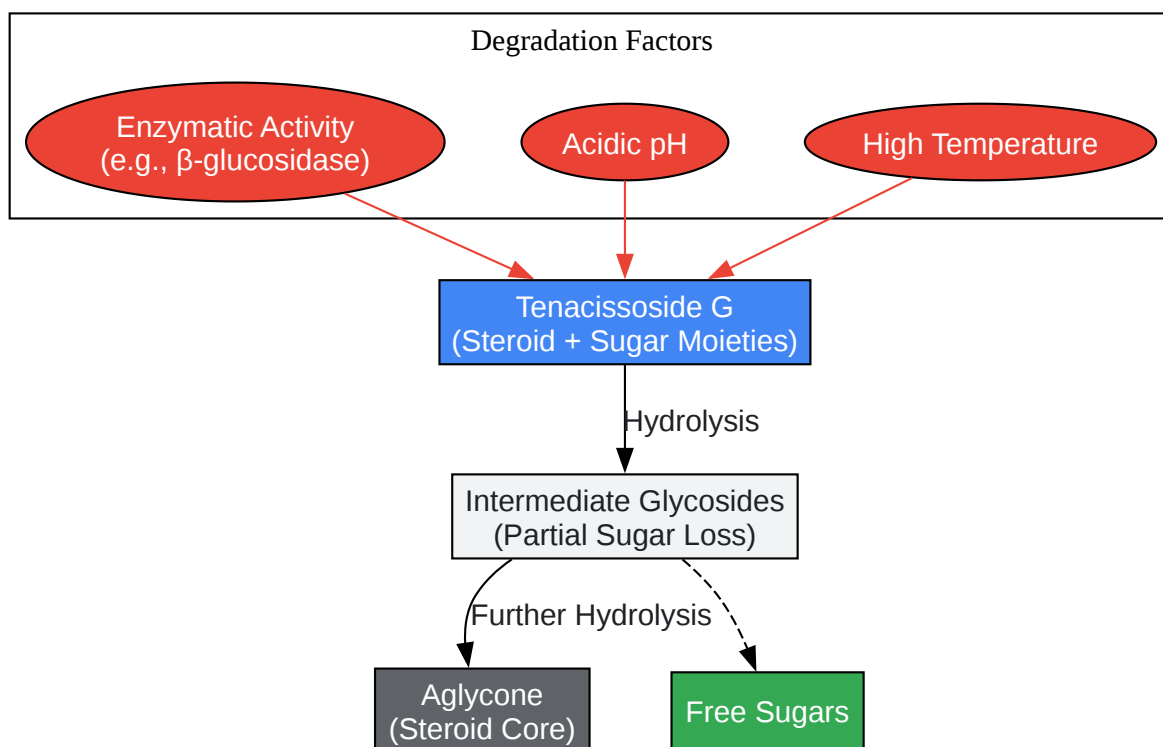 Degradation Factors
Enzymatic Activity
(e.g., β-glucosidase)
Acidic pH
High Temperature
Tenacissoside G
(Steroid + Sugar Moieties)
Hydrolysis
Intermediate Glycosides
(Partial Sugar Loss)
Further Hydrolysis
Aglycone
(Steroid Core)
Free Sugars